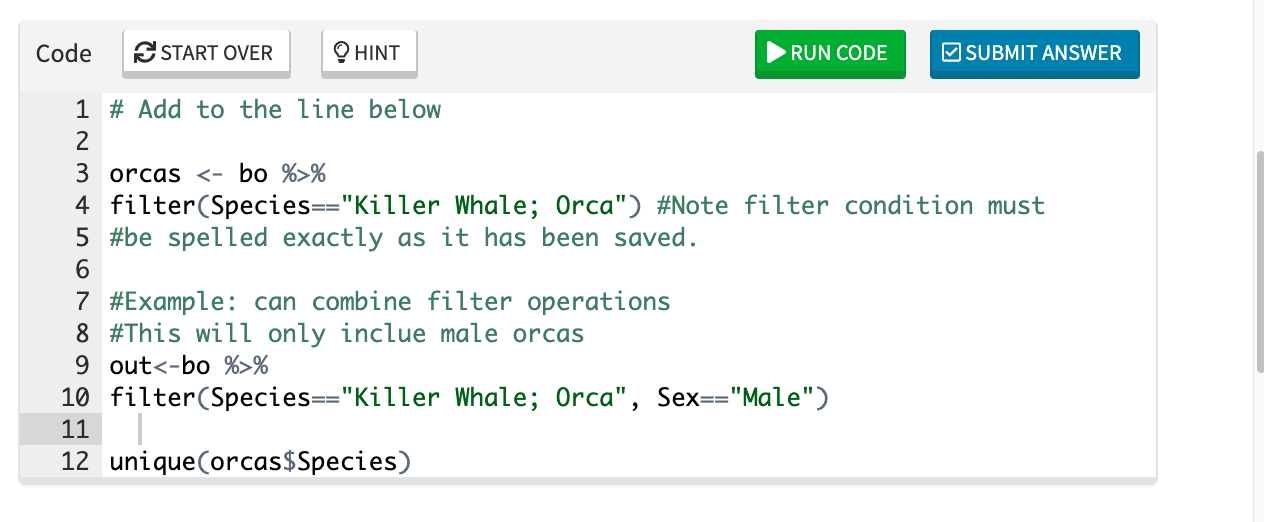 Code START OVER HINT RUN CODE SUBMIT ANSWER
1 # Add to the line below
2
3 orcas <- bo %>%
4 filter(Species=="Killer Whale; Orca") #Note filter condition must
5 #be spelled exactly as it has been saved.
6
7 #Example: can combine filter operations
8 #This will only inclue male orcas
9 out<-bo %>%
10 filter(Species=="Killer Whale; Orca", Sex=="Male")
11
12 unique(orcas$Species)